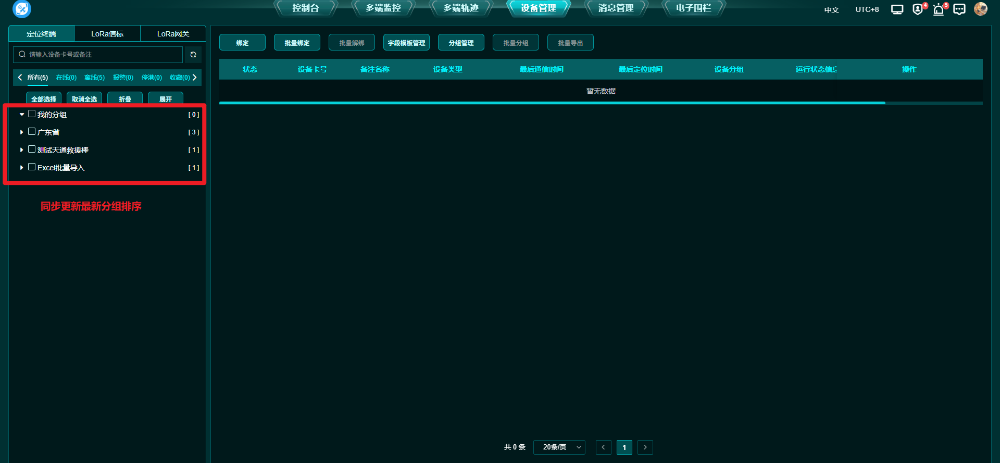 控制台 多端监控 多端轨迹 设备管理 消息管理 电子围栏 中文 UTC+8 4 5
定位终端 LoRa信标 LoRa网关
请输入设备卡号或备注
所有(5) 在线(0) 离线(5) 报警(0) 停港(0) 收藏(0)
全部选择 取消全选 折叠 展开
我的分组 [ 0 ]
广东省 [ 3 ]
测试天通救援棒 [ 1 ]
Excel批量导入 [ 1 ]
同步更新最新分组排序
绑定 批量绑定 批量解绑 字段模板管理 分组管理 批量分组 批量导出
状态 设备卡号 备注名称 设备类型 最后通信时间 最后定位时间 设备分组 运行状态信息 操作
暂无数据
共 0 条 20条/页 1